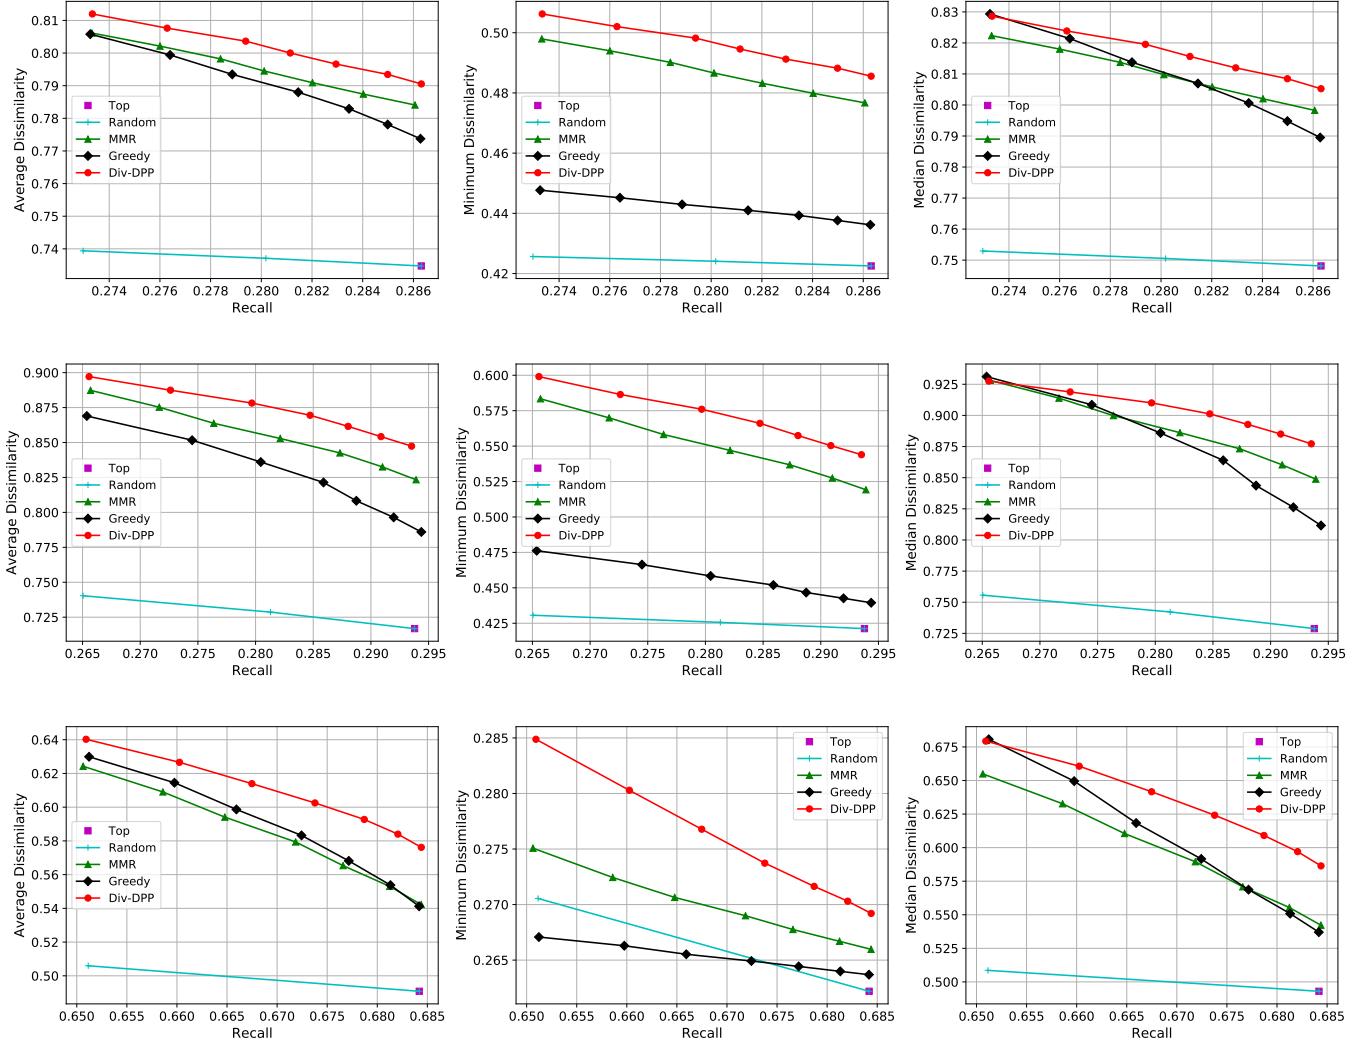 Average Dissimilarity
0.81
0.80
0.79
0.78
0.77
0.76
0.75
0.74
Top
Random
MMR
Greedy
Div-DPP
0.274 0.276 0.278 0.280 0.282 0.284 0.286
Recall
Minimum Dissimilarity
0.50
0.48
0.46
0.44
0.42
Top
Random
MMR
Greedy
Div-DPP
0.274 0.276 0.278 0.280 0.282 0.284 0.286
Recall
Median Dissimilarity
0.83
0.82
0.81
0.80
0.79
0.78
0.77
0.76
0.75
Top
Random
MMR
Greedy
Div-DPP
0.274 0.276 0.278 0.280 0.282 0.284 0.286
Recall
Average Dissimilarity
0.900
0.875
0.850
0.825
0.800
0.775
0.750
0.725
Top
Random
MMR
Greedy
Div-DPP
0.265 0.270 0.275 0.280 0.285 0.290 0.295
Recall
Minimum Dissimilarity
0.600
0.575
0.550
0.525
0.500
0.475
0.450
0.425
Top
Random
MMR
Greedy
Div-DPP
0.265 0.270 0.275 0.280 0.285 0.290 0.295
Recall
Median Dissimilarity
0.925
0.900
0.875
0.850
0.825
0.800
0.775
0.750
0.725
Top
Random
MMR
Greedy
Div-DPP
0.265 0.270 0.275 0.280 0.285 0.290 0.295
Recall
Average Dissimilarity
0.64
0.62
0.60
0.58
0.56
0.54
0.52
0.50
Top
Random
MMR
Greedy
Div-DPP
0.650 0.655 0.660 0.665 0.670 0.675 0.680 0.685
Recall
Minimum Dissimilarity
0.285
0.280
0.275
0.270
0.265
Top
Random
MMR
Greedy
Div-DPP
0.650 0.655 0.660 0.665 0.670 0.675 0.680 0.685
Recall
Median Dissimilarity
0.675
0.650
0.625
0.600
0.575
0.550
0.525
0.500
Top
Random
MMR
Greedy
Div-DPP
0.650 0.655 0.660 0.665 0.670 0.675 0.680 0.685
Recall